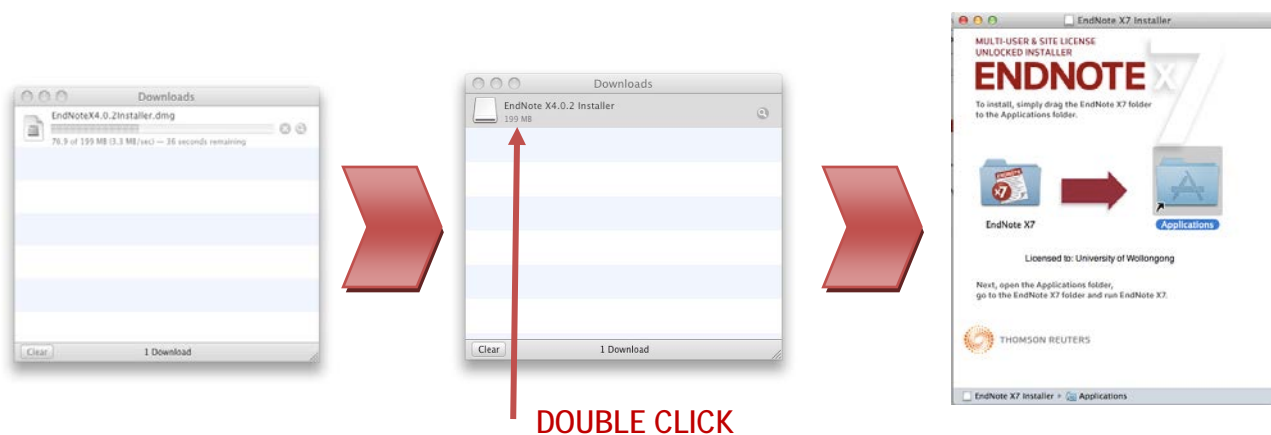 Downloads
EndNoteX4.0.2Installer.dmg
76.9 of 199 MB (3.3 MB/sec) — 36 seconds remaining
Clear
1 Download
Downloads
EndNote X4.0.2 Installer
199 MB
Clear
1 Download
DOUBLE CLICK
EndNote X7 Installer
MULTI-USER & SITE LICENSE
UNLOCKED INSTALLER
ENDNOTE X7
To install, simply drag the EndNote X7 folder
to the Applications folder.
ENDNOTE
X7
EndNote X7
Applications
Licensed to: University of Wollongong
Next, open the Applications folder,
go to the EndNote X7 folder and run EndNote X7.
THOMSON REUTERS
EndNote X7 Installer ▸ Applications